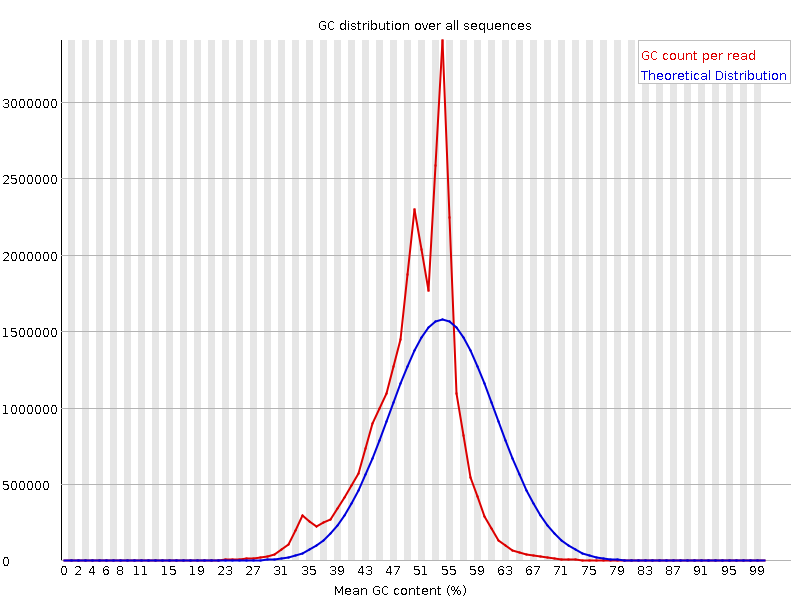 GC distribution over all sequences
GC count per read
Theoretical Distribution
3000000
2500000
2000000
1500000
1000000
500000
0
0 2 4 6 8 11 15 19 23 27 31 35 39 43 47 51 55 59 63 67 71 75 79 83 87 91 95 99
Mean GC content (%)